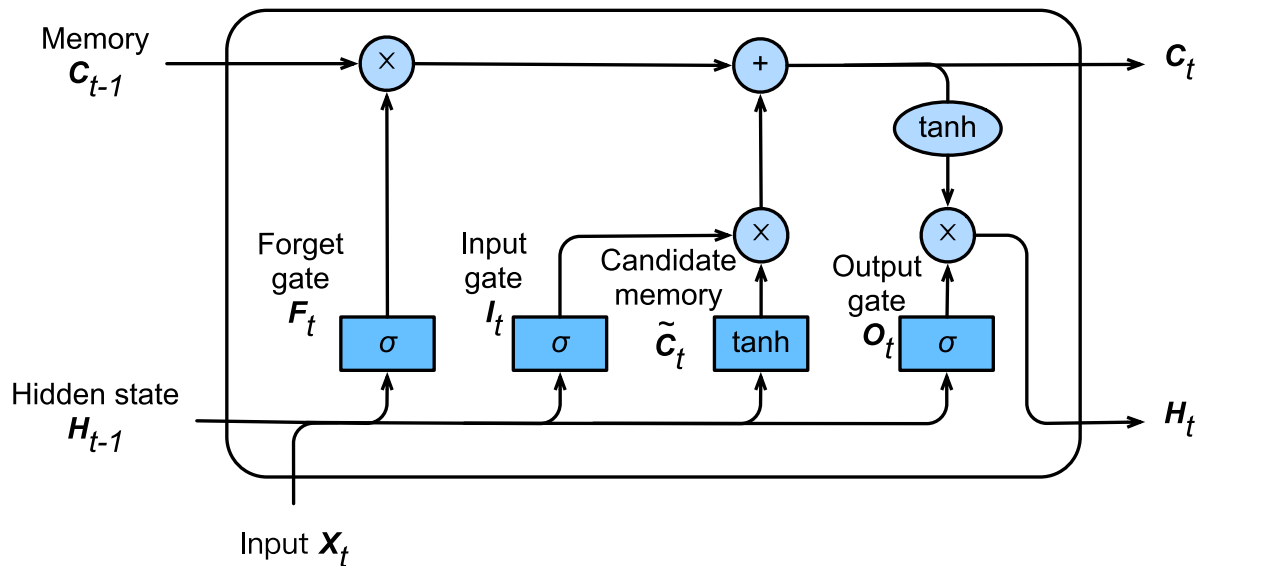 Memory
C_{t-1}
×
+
C_t
tanh
Forget
gate
F_t
σ
Input
gate
I_t
σ
Candidate
memory
C̃_t
tanh
×
Output
gate
O_t
σ
×
Hidden state
H_{t-1}
H_t
Input X_t